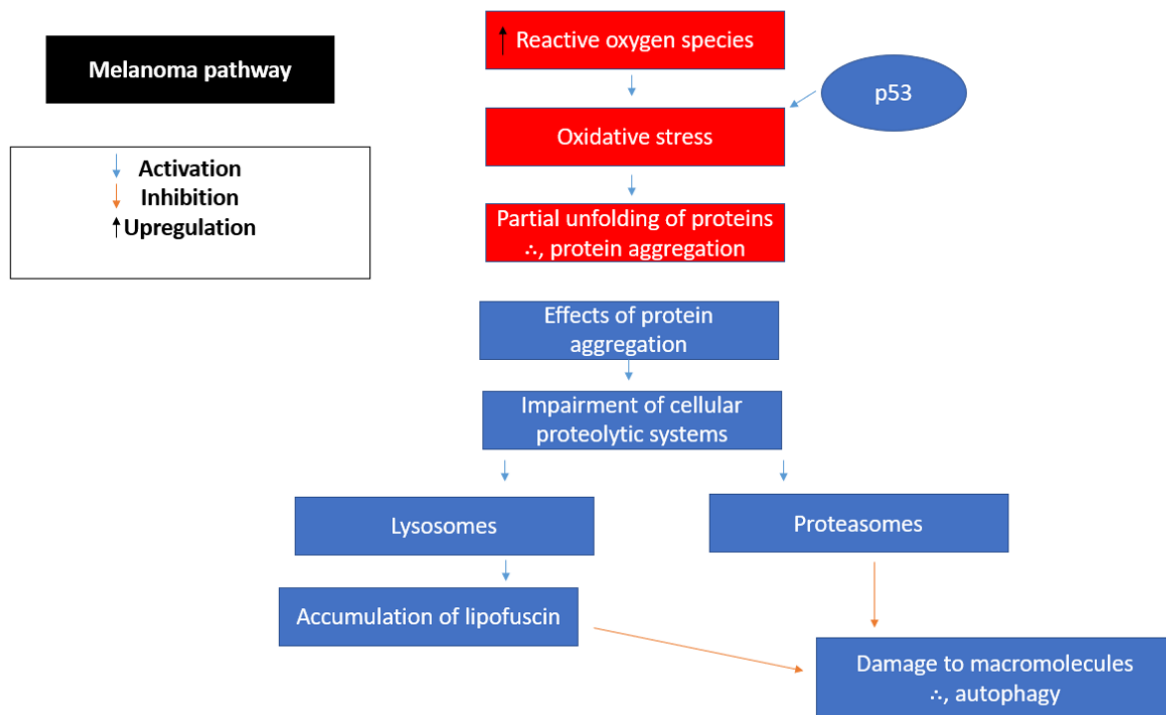 Melanoma pathway
Activation
Inhibition
Upregulation
Reactive oxygen species
p53
Oxidative stress
Partial unfolding of proteins
∴, protein aggregation
Effects of protein
aggregation
Impairment of cellular
proteolytic systems
Lysosomes
Proteasomes
Accumulation of lipofuscin
Damage to macromolecules
∴, autophagy